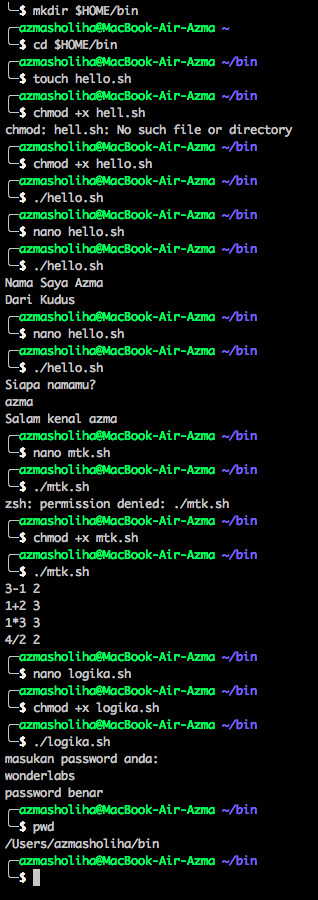 ╰─$ mkdir $HOME/bin
╭─azmasholiha@MacBook-Air-Azma ~
╰─$ cd $HOME/bin
╭─azmasholiha@MacBook-Air-Azma ~/bin
╰─$ touch hello.sh
╭─azmasholiha@MacBook-Air-Azma ~/bin
╰─$ chmod +x hell.sh
chmod: hell.sh: No such file or directory
╭─azmasholiha@MacBook-Air-Azma ~/bin
╰─$ chmod +x hello.sh
╭─azmasholiha@MacBook-Air-Azma ~/bin
╰─$ ./hello.sh
╭─azmasholiha@MacBook-Air-Azma ~/bin
╰─$ nano hello.sh
╭─azmasholiha@MacBook-Air-Azma ~/bin
╰─$ ./hello.sh
Nama Saya Azma
Dari Kudus
╭─azmasholiha@MacBook-Air-Azma ~/bin
╰─$ nano hello.sh
╭─azmasholiha@MacBook-Air-Azma ~/bin
╰─$ ./hello.sh
Siapa namamu?
azma
Salam kenal azma
╭─azmasholiha@MacBook-Air-Azma ~/bin
╰─$ nano mtk.sh
╭─azmasholiha@MacBook-Air-Azma ~/bin
╰─$ ./mtk.sh
zsh: permission denied: ./mtk.sh
╭─azmasholiha@MacBook-Air-Azma ~/bin
╰─$ chmod +x mtk.sh
╭─azmasholiha@MacBook-Air-Azma ~/bin
╰─$ ./mtk.sh
3-1 2
1+2 3
1*3 3
4/2 2
╭─azmasholiha@MacBook-Air-Azma ~/bin
╰─$ nano logika.sh
╭─azmasholiha@MacBook-Air-Azma ~/bin
╰─$ chmod +x logika.sh
╭─azmasholiha@MacBook-Air-Azma ~/bin
╰─$ ./logika.sh
masukan password anda:
wonderlabs
password benar
╭─azmasholiha@MacBook-Air-Azma ~/bin
╰─$ pwd
/Users/azmasholiha/bin
╭─azmasholiha@MacBook-Air-Azma ~/bin
╰─$